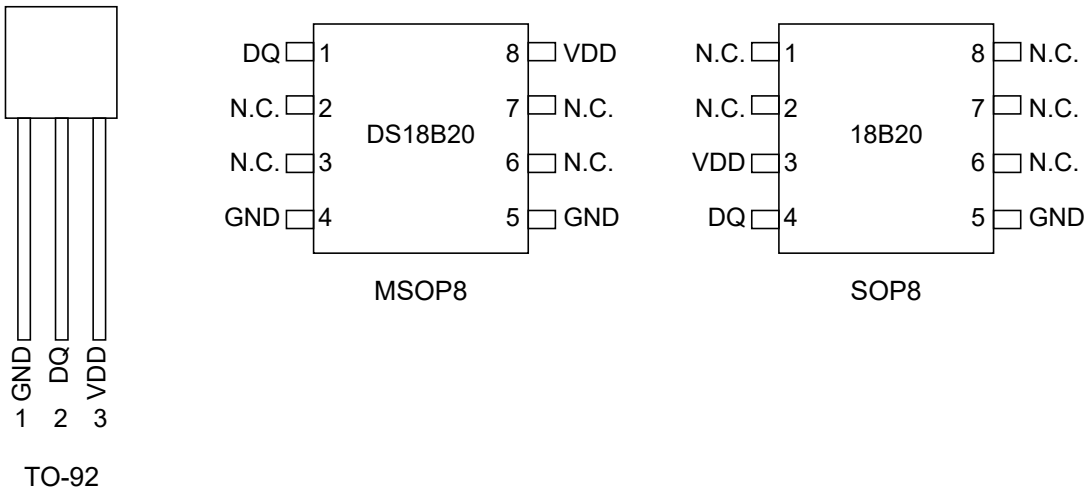 GND DQ VDD
1 2 3
TO-92
DQ 1 8 VDD
N.C. 2 7 N.C.
DS18B20
N.C. 3 6 N.C.
GND 4 5 GND
MSOP8
N.C. 1 8 N.C.
N.C. 2 7 N.C.
18B20
VDD 3 6 N.C.
DQ 4 5 GND
SOP8